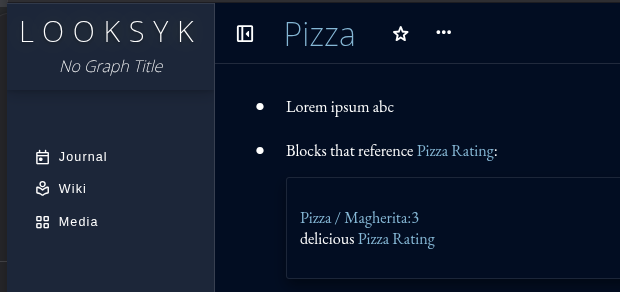 LOOKSYK
No Graph Title
Journal
Wiki
Media
Pizza
Lorem ipsum abc
Blocks that reference Pizza Rating:
Pizza / Magherita:3
delicious Pizza Rating